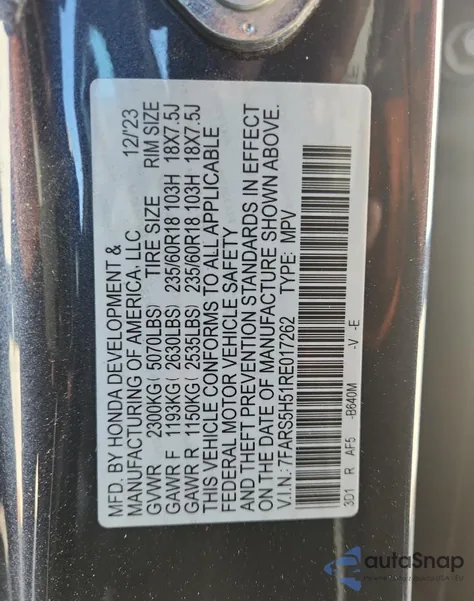 MFD. BY HONDA DEVELOPMENT &
MANUFACTURING OF AMERICA, LLC 12/'23
TIRE SIZE RIM SIZE
GVWR 2300KG( 5070LBS)
GAWR F 1193KG( 2630LBS) 235/60R18 103H 18X7.5J
GAWR R 1150KG( 2535LBS) 235/60R18 103H 18X7.5J
THIS VEHICLE CONFORMS TO ALL APPLICABLE
FEDERAL MOTOR VEHICLE SAFETY
AND THEFT PREVENTION STANDARDS IN EFFECT
ON THE DATE OF MANUFACTURE SHOWN ABOVE.
V.I.N.: 7FARS5H51RE017262 TYPE: MPV
3D1 R AF5 -B640M -V -E
autoSnap